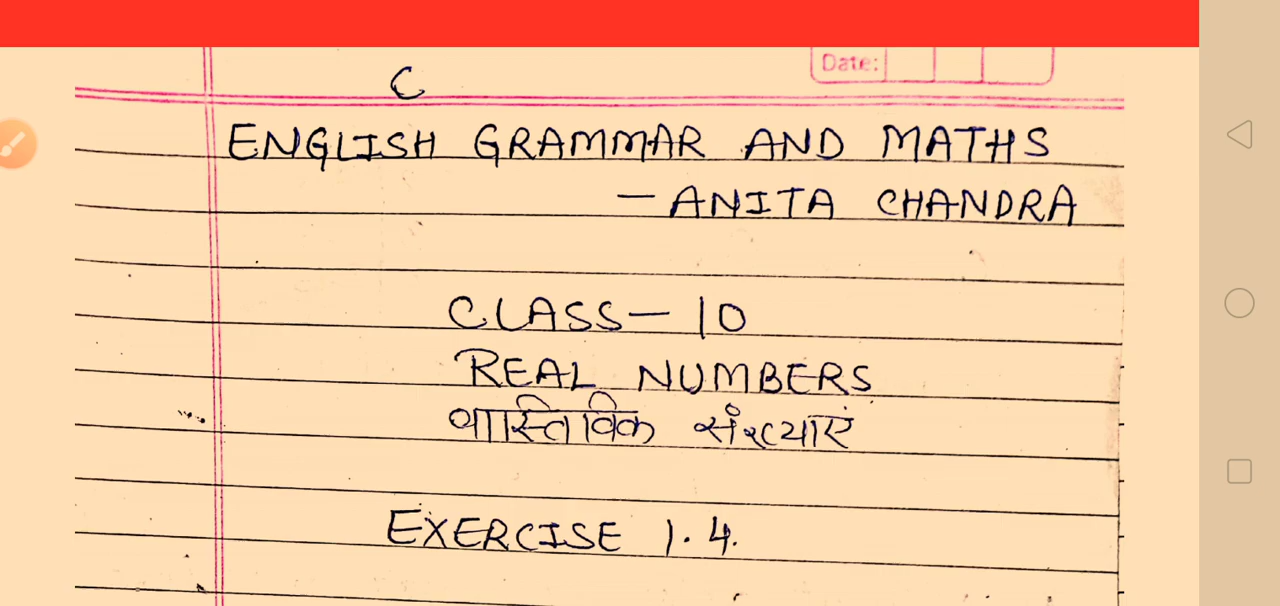 Date:
C
ENGLISH GRAMMAR AND MATHS
- ANITA CHANDRA
CLASS - 10
REAL NUMBERS
वास्तविक संख्याएं
EXERCISE 1.4.